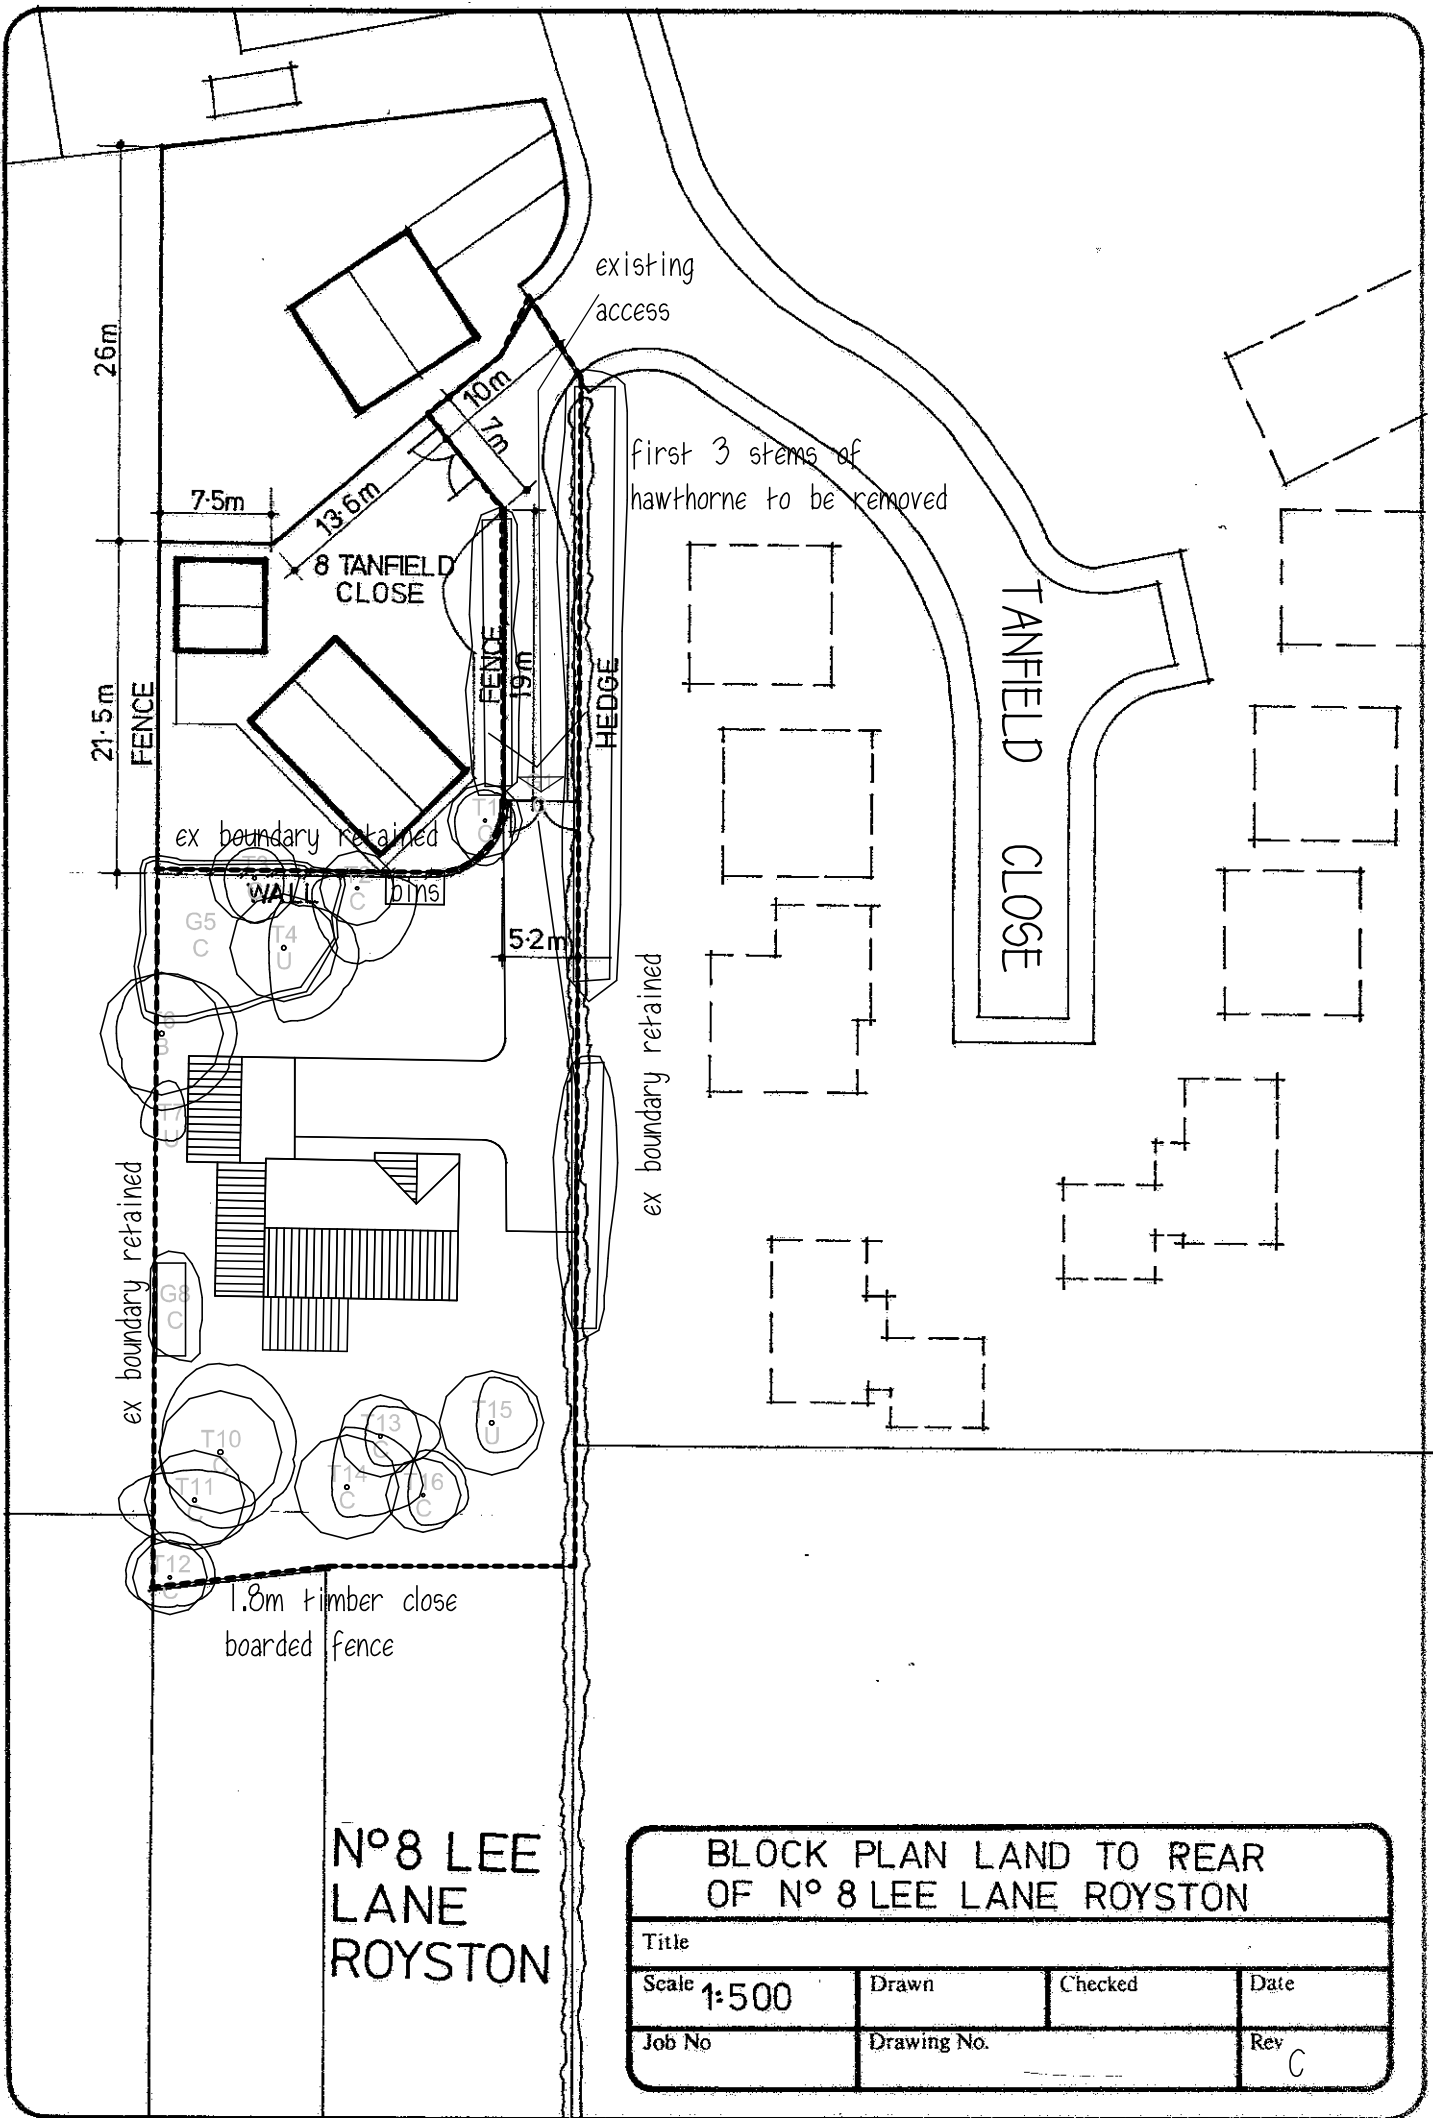 existing
access
26m
10m
7m
first 3 stems of
hawthorne to be removed
7.5m
13.6m
8 TANFIELD
CLOSE
TANFIELD CLOSE
FENCE
19m
HEDGE
21.5m
FENCE
T1
C
ex boundary retained
WALL
bins
C
G5
C
T4
U
5.2m
ex boundary retained
T7
U
ex boundary retained
G8
C
T10
C
T11
C
T13
C
T14
C
T15
U
T16
C
T12
C
1.8m timber close
boarded fence
Nº8 LEE
LANE
ROYSTON
BLOCK PLAN LAND TO REAR
OF Nº 8 LEE LANE ROYSTON
Title
Scale 1:500
Drawn
Checked
Date
Job No
Drawing No.
Rev C